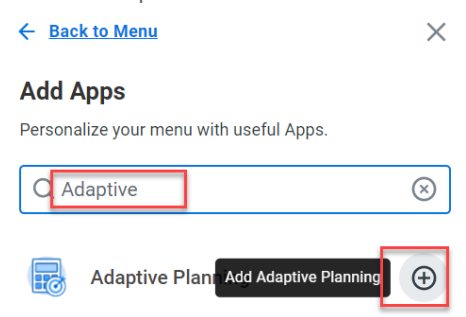 Back to Menu
Add Apps
Personalize your menu with useful Apps.
Adaptive
Adaptive Plann
Add Adaptive Planning